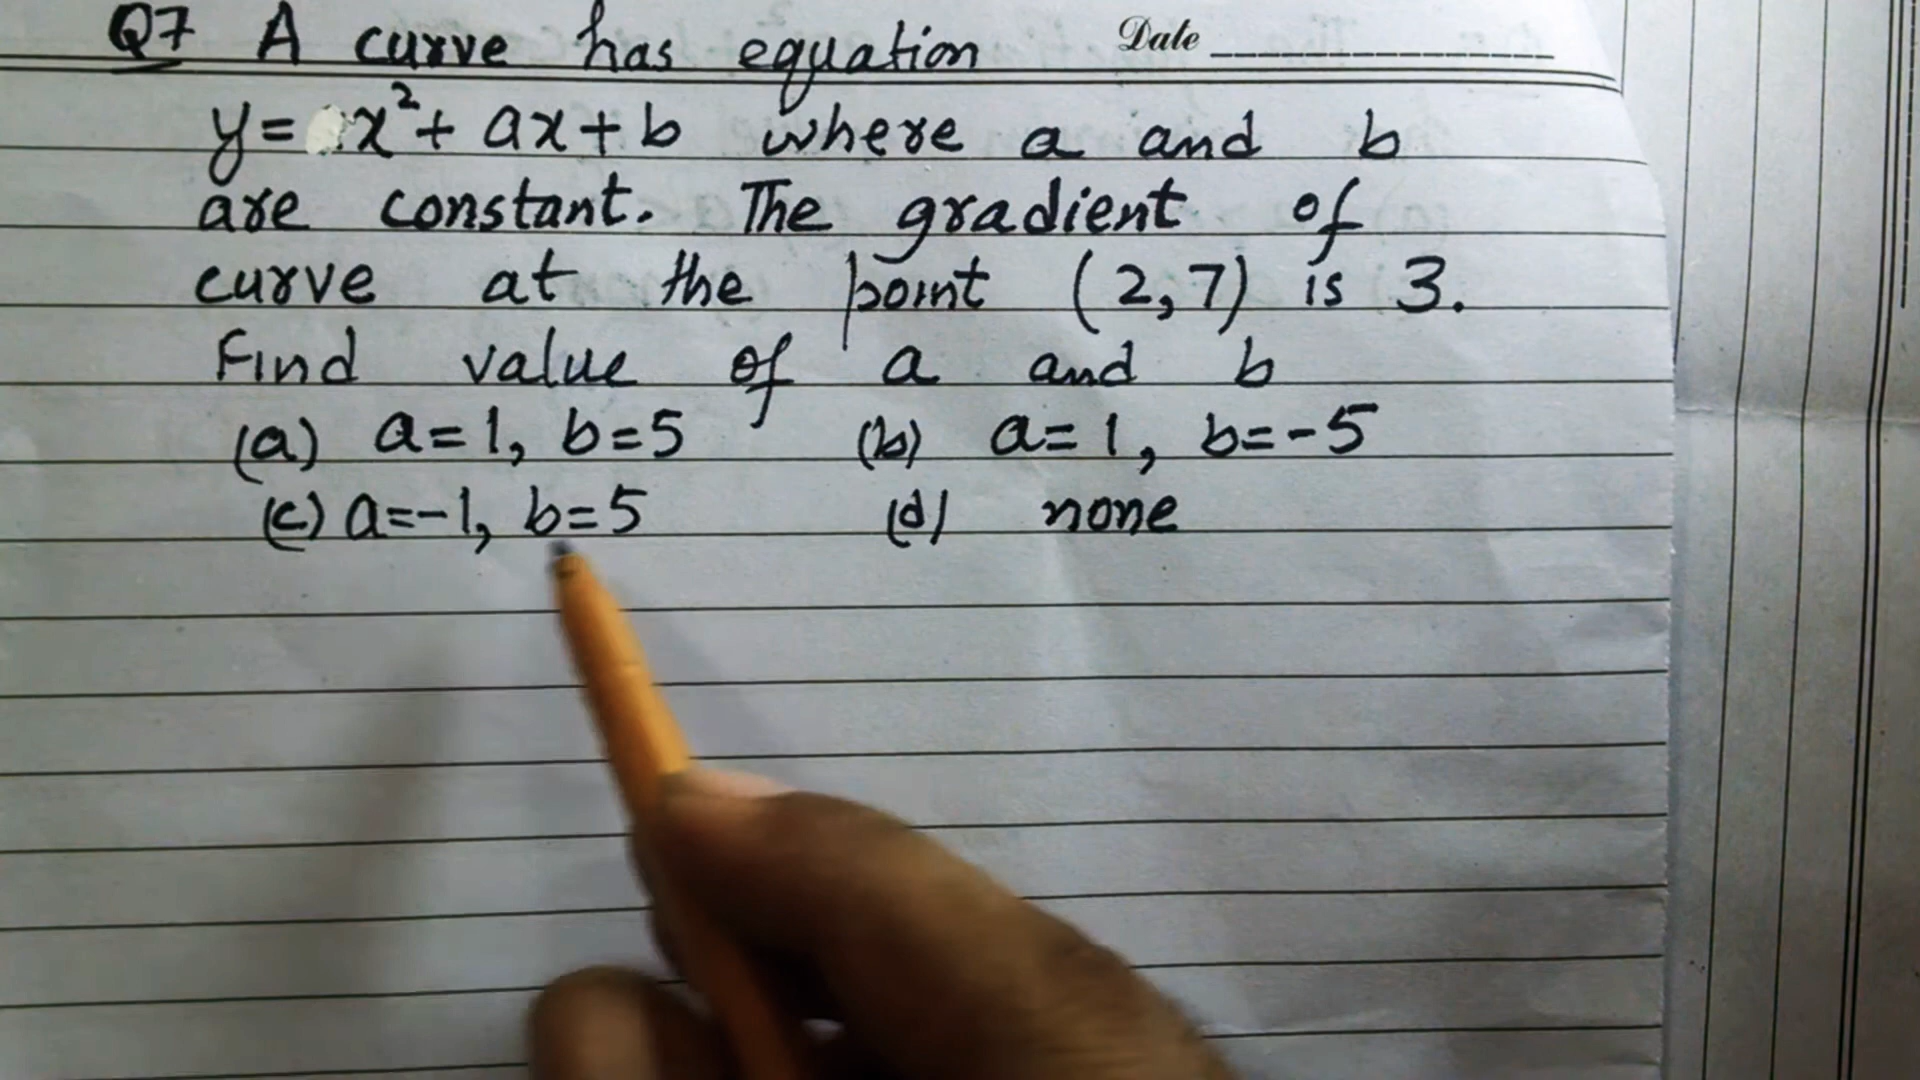 Q7 A curve has equation Date
y = x² + ax + b where a and b
are constant. The gradient of
curve at the point (2,7) is 3.
Find value of a and b
(a) a=1, b=5 (b) a=1, b=-5
(c) a=-1, b=5 (d) none